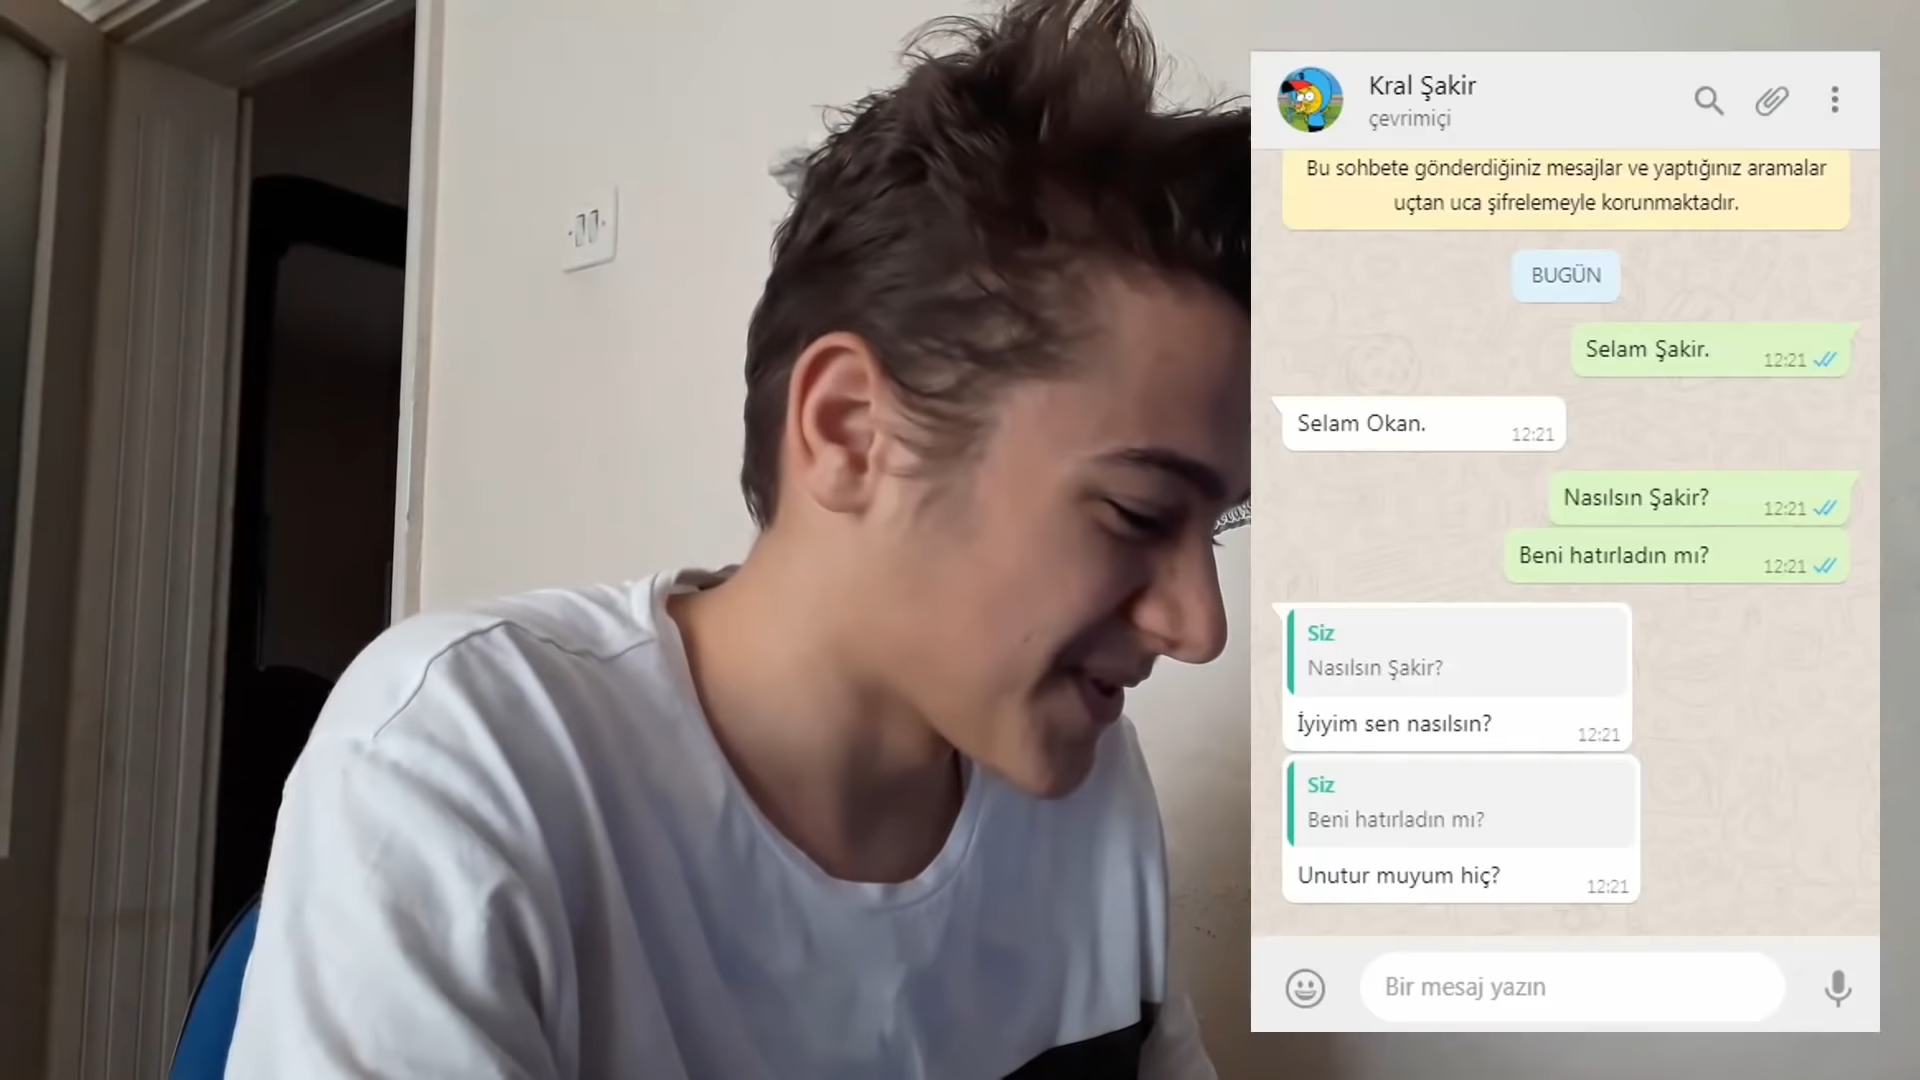 Kral Şakir
çevrimiçi
Bu sohbete gönderdiğiniz mesajlar ve yaptığınız aramalar
uçtan uca şifrelemeyle korunmaktadır.
BUGÜN
Selam Şakir.
12:21
Selam Okan.
12:21
Nasılsın Şakir?
12:21
Beni hatırladın mı?
12:21
Siz
Nasılsın Şakir?
İyiyim sen nasılsın?
12:21
Siz
Beni hatırladın mı?
Unutur muyum hiç?
12:21
Bir mesaj yazın